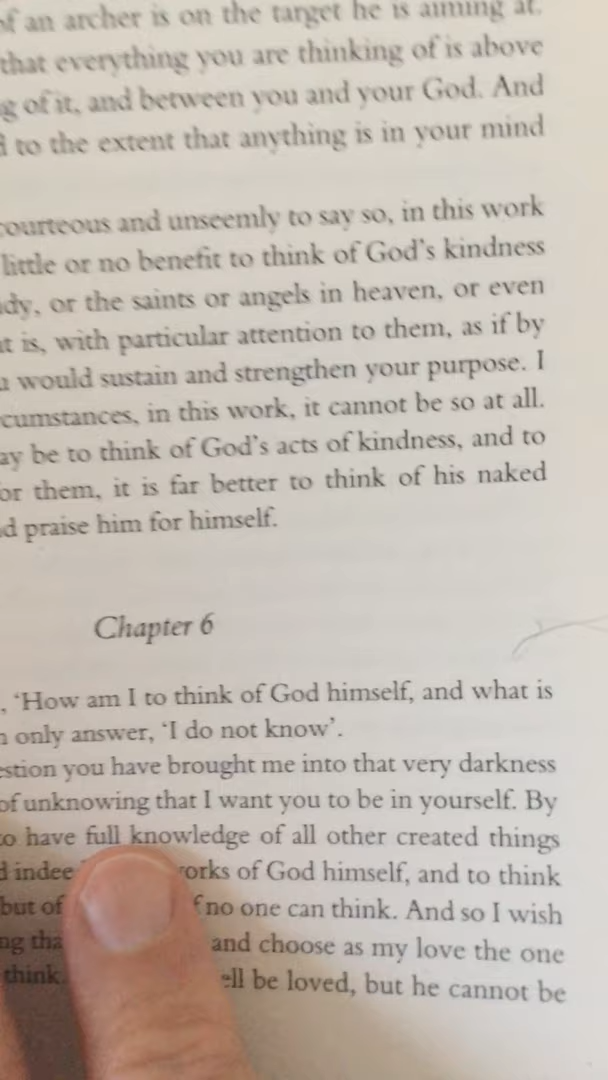 of an archer is on the target he is aiming at.
that everything you are thinking of is above
of it, and between you and your God. And
to the extent that anything is in your mind
courteous and unseemly to say so, in this work
little or no benefit to think of God's kindness
or the saints or angels in heaven, or even
is, with particular attention to them, as if by
would sustain and strengthen your purpose. I
cumstances, in this work, it cannot be so at all.
ay be to think of God's acts of kindness, and to
or them, it is far better to think of his naked
d praise him for himself.
Chapter 6
, 'How am I to think of God himself, and what is
only answer, 'I do not know'.
estion you have brought me into that very darkness
of unknowing that I want you to be in yourself. By
to have full knowledge of all other created things
indee orks of God himself, and to think
but of no one can think. And so I wish
ng tha and choose as my love the one
think. ell be loved, but he cannot be